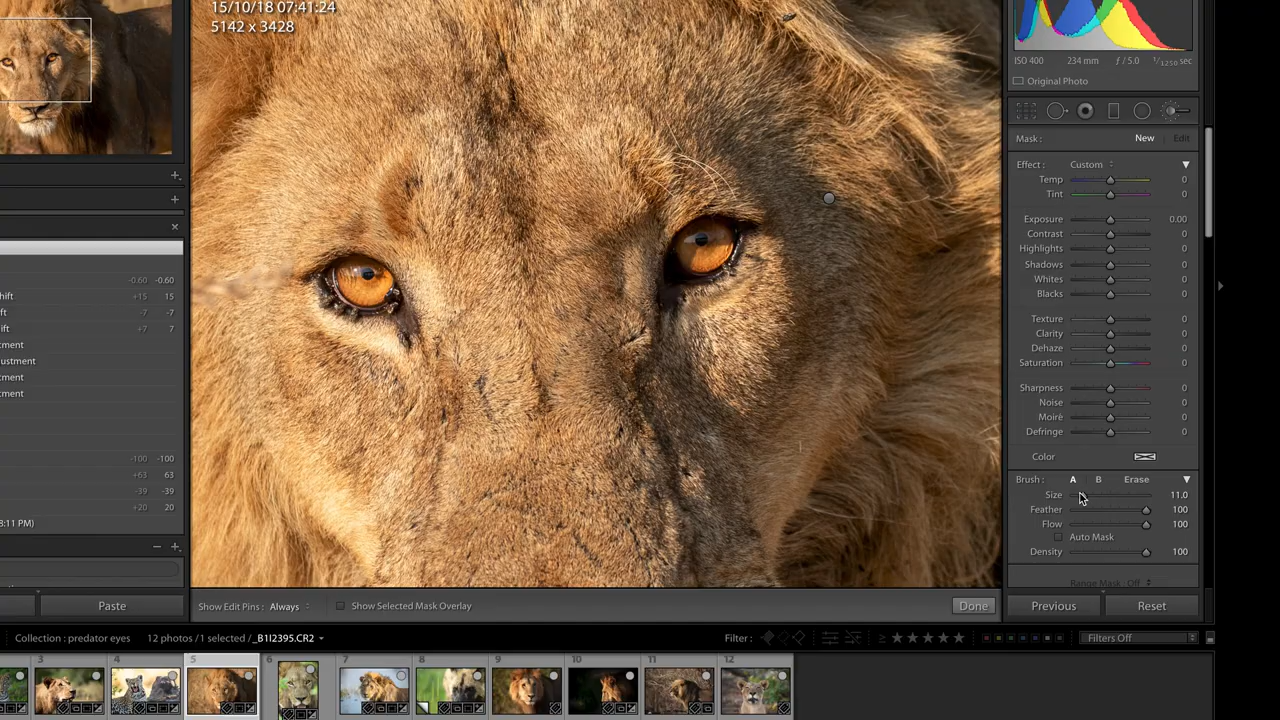 15/10/18 07:41:24
5142 x 3428
ISO 400 234 mm ƒ / 5.0 1/1250 sec
Original Photo
Mask : New Edit
Effect : Custom
Temp 0
Tint 0
Exposure 0.00
Contrast 0
Highlights 0
Shadows 0
Whites 0
Blacks 0
Texture 0
Clarity 0
Dehaze 0
Saturation 0
Sharpness 0
Noise 0
Moiré 0
Defringe 0
Color
Brush : A B Erase
Size 11.0
Feather 100
Flow 100
Auto Mask
Density 100
Range Mask : Off
-0.60 -0.60
hift +15 15
ft -7 -7
ift +7 7
tment
ustment
tment
tment
-100 -100
+63 63
-39 -39
+20 20
8:11 PM)
Paste
Show Edit Pins : Always Show Selected Mask Overlay Done
Previous Reset
Collection : predator eyes 12 photos / 1 selected / _B1I2395.CR2 Filter : Filters Off
3 4 5 6 7 8 9 10 11 12